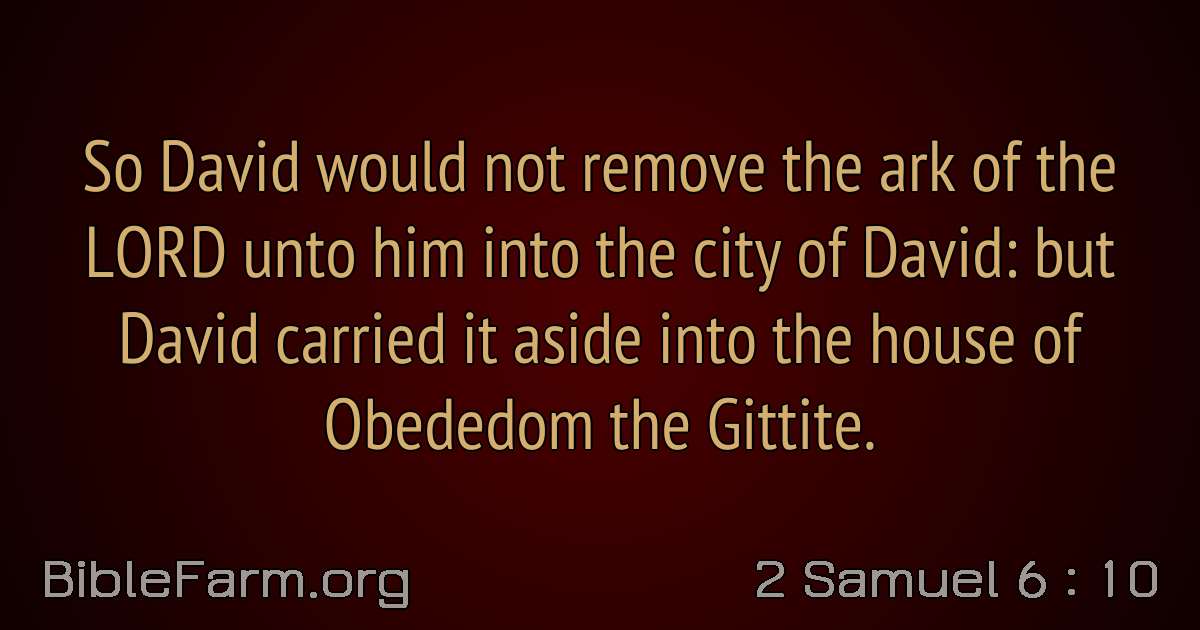 So David would not remove the ark of the
LORD unto him into the city of David: but
David carried it aside into the house of
Obededom the Gittite.
BibleFarm.org
2 Samuel 6 : 10